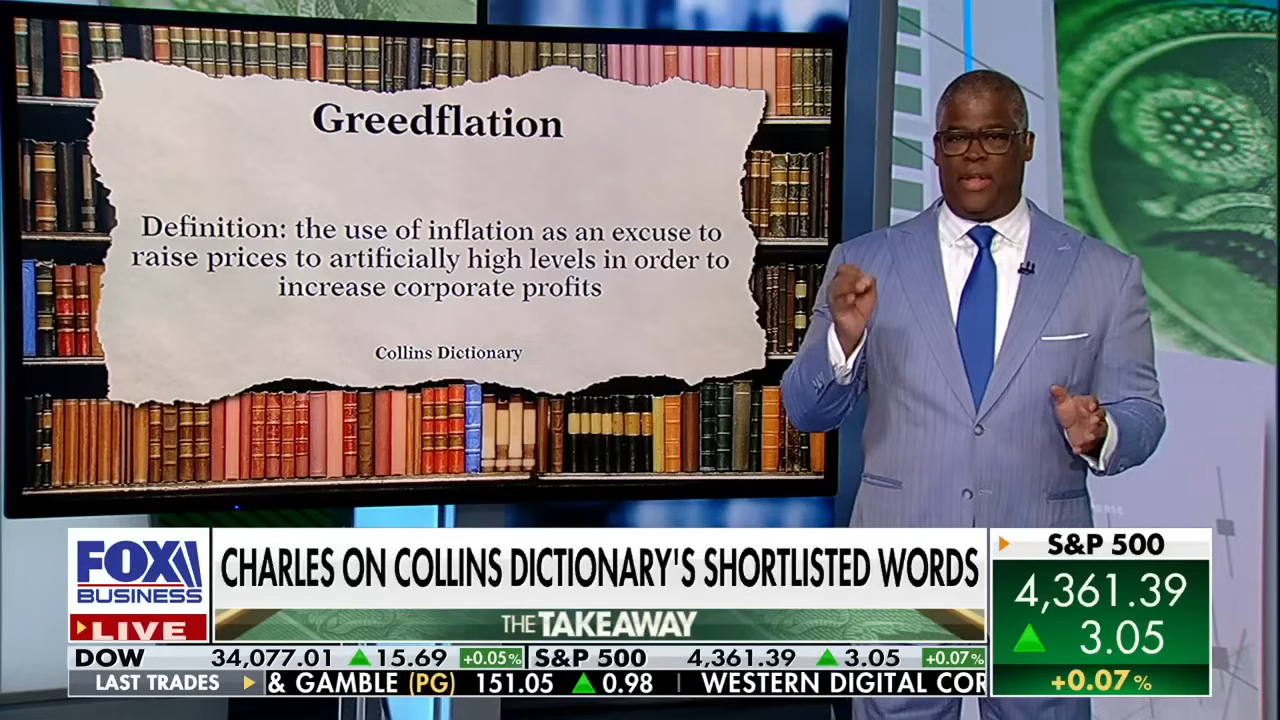 Greedflation
Definition: the use of inflation as an excuse to
raise prices to artificially high levels in order to
increase corporate profits
Collins Dictionary
FOX
BUSINESS
LIVE
CHARLES ON COLLINS DICTIONARY'S SHORTLISTED WORDS
THE TAKEAWAY
S&P 500
4,361.39
3.05
+0.07%
DOW 34,077.01 15.69 +0.05% S&P 500 4,361.39 3.05 +0.07%
LAST TRADES & GAMBLE (PG) 151.05 0.98 | WESTERN DIGITAL COR